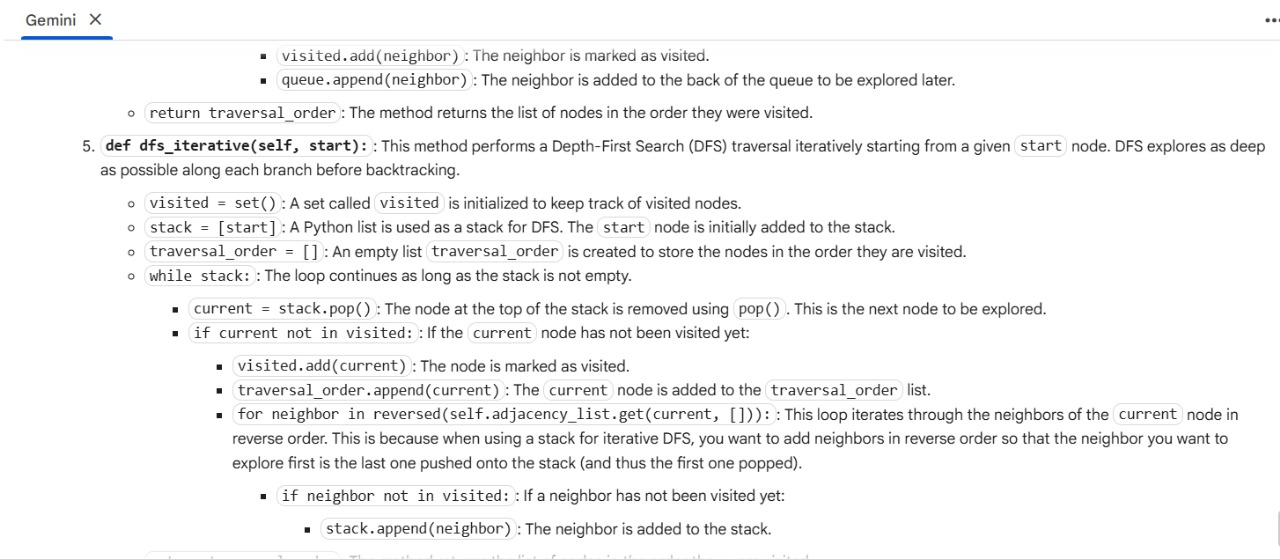 Gemini ×
visited.add(neighbor): The neighbor is marked as visited.
queue.append(neighbor): The neighbor is added to the back of the queue to be explored later.
return traversal_order: The method returns the list of nodes in the order they were visited.
5. def dfs_iterative(self, start):: This method performs a Depth-First Search (DFS) traversal iteratively starting from a given start node. DFS explores as deep
as possible along each branch before backtracking.
visited = set(): A set called visited is initialized to keep track of visited nodes.
stack = [start]: A Python list is used as a stack for DFS. The start node is initially added to the stack.
traversal_order = []: An empty list traversal_order is created to store the nodes in the order they are visited.
while stack:: The loop continues as long as the stack is not empty.
current = stack.pop(): The node at the top of the stack is removed using pop(). This is the next node to be explored.
if current not in visited:: If the current node has not been visited yet:
visited.add(current): The node is marked as visited.
traversal_order.append(current): The current node is added to the traversal_order list.
for neighbor in reversed(self.adjacency_list.get(current, [])):: This loop iterates through the neighbors of the current node in
reverse order. This is because when using a stack for iterative DFS, you want to add neighbors in reverse order so that the neighbor you want to
explore first is the last one pushed onto the stack (and thus the first one popped).
if neighbor not in visited:: If a neighbor has not been visited yet:
stack.append(neighbor): The neighbor is added to the stack.